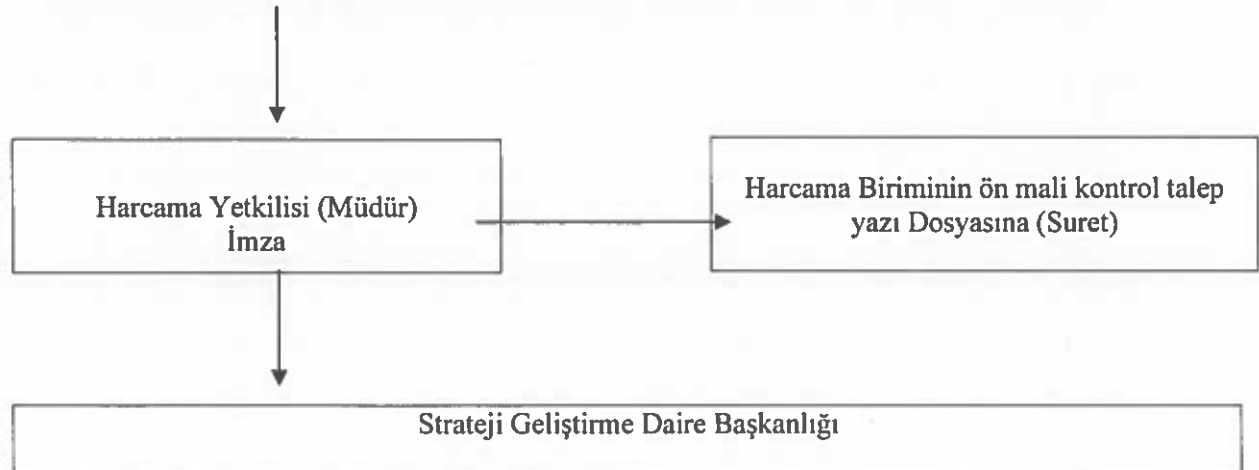 Harcama Yetkilisi (Müdür)
İmza
Harcama Biriminin ön mali kontrol talep
yazı Dosyasına (Suret)
Strateji Geliştirme Daire Başkanlığı